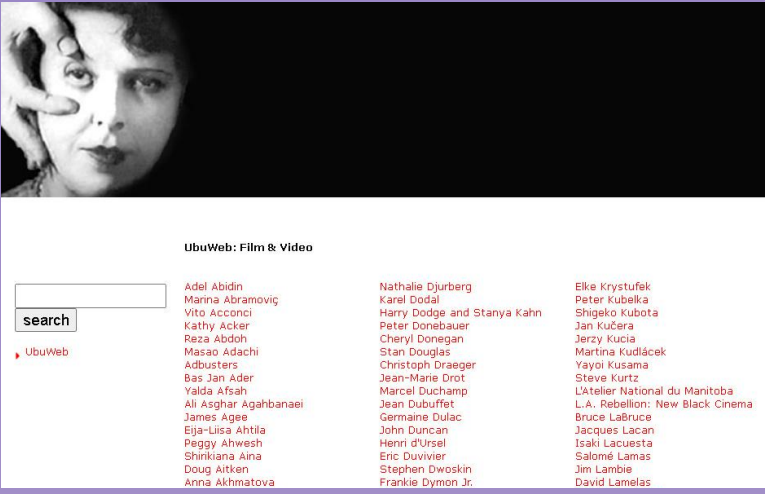 UbuWeb: Film & Video
search
UbuWeb
Adel Abidin
Marina Abramoviç
Vito Acconci
Kathy Acker
Reza Abdoh
Masao Adachi
Adbusters
Bas Jan Ader
Yalda Afsah
Ali Asghar Agahbanaei
James Agee
Eija-Liisa Ahtila
Peggy Ahwesh
Shirikiana Aina
Doug Aitken
Anna Akhmatova
Nathalie Djurberg
Karel Dodal
Harry Dodge and Stanya Kahn
Peter Donebauer
Cheryl Donegan
Stan Douglas
Christoph Draeger
Jean-Marie Drot
Marcel Duchamp
Jean Dubuffet
Germaine Dulac
John Duncan
Henri d'Ursel
Eric Duvivier
Stephen Dwoskin
Frankie Dymon Jr.
Elke Krystufek
Peter Kubelka
Shigeko Kubota
Jan Kučera
Jerzy Kucia
Martina Kudlácek
Yayoi Kusama
Steve Kurtz
L'Atelier National du Manitoba
L.A. Rebellion: New Black Cinema
Bruce LaBruce
Jacques Lacan
Isaki Lacuesta
Salomé Lamas
Jim Lambie
David Lamelas